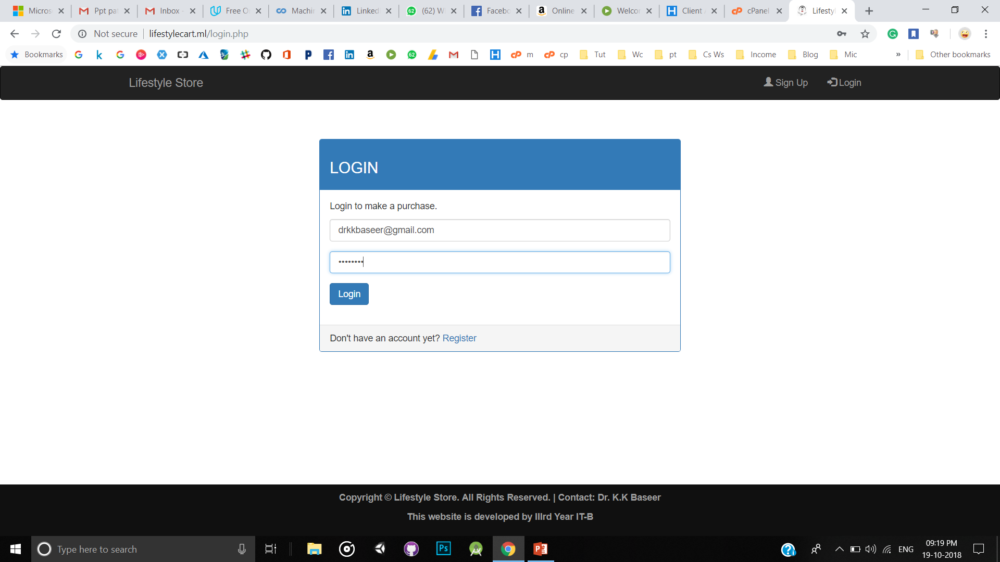 Micros Ppt pat Inbox - Free O Machir Linked (62) W Facebo Online Welcor Client cPanel Lifesty
Not secure lifestylecart.ml/login.php
Bookmarks m cp Tut Wc pt Cs Ws Income Blog Mic » Other bookmarks
Lifestyle Store Sign Up Login
LOGIN
Login to make a purchase.
drkkbaseer@gmail.com
••••••••
Login
Don't have an account yet? Register
Copyright © Lifestyle Store. All Rights Reserved. | Contact: Dr. K.K Baseer
This website is developed by IIIrd Year IT-B
Type here to search ENG 09:19 PM
19-10-2018